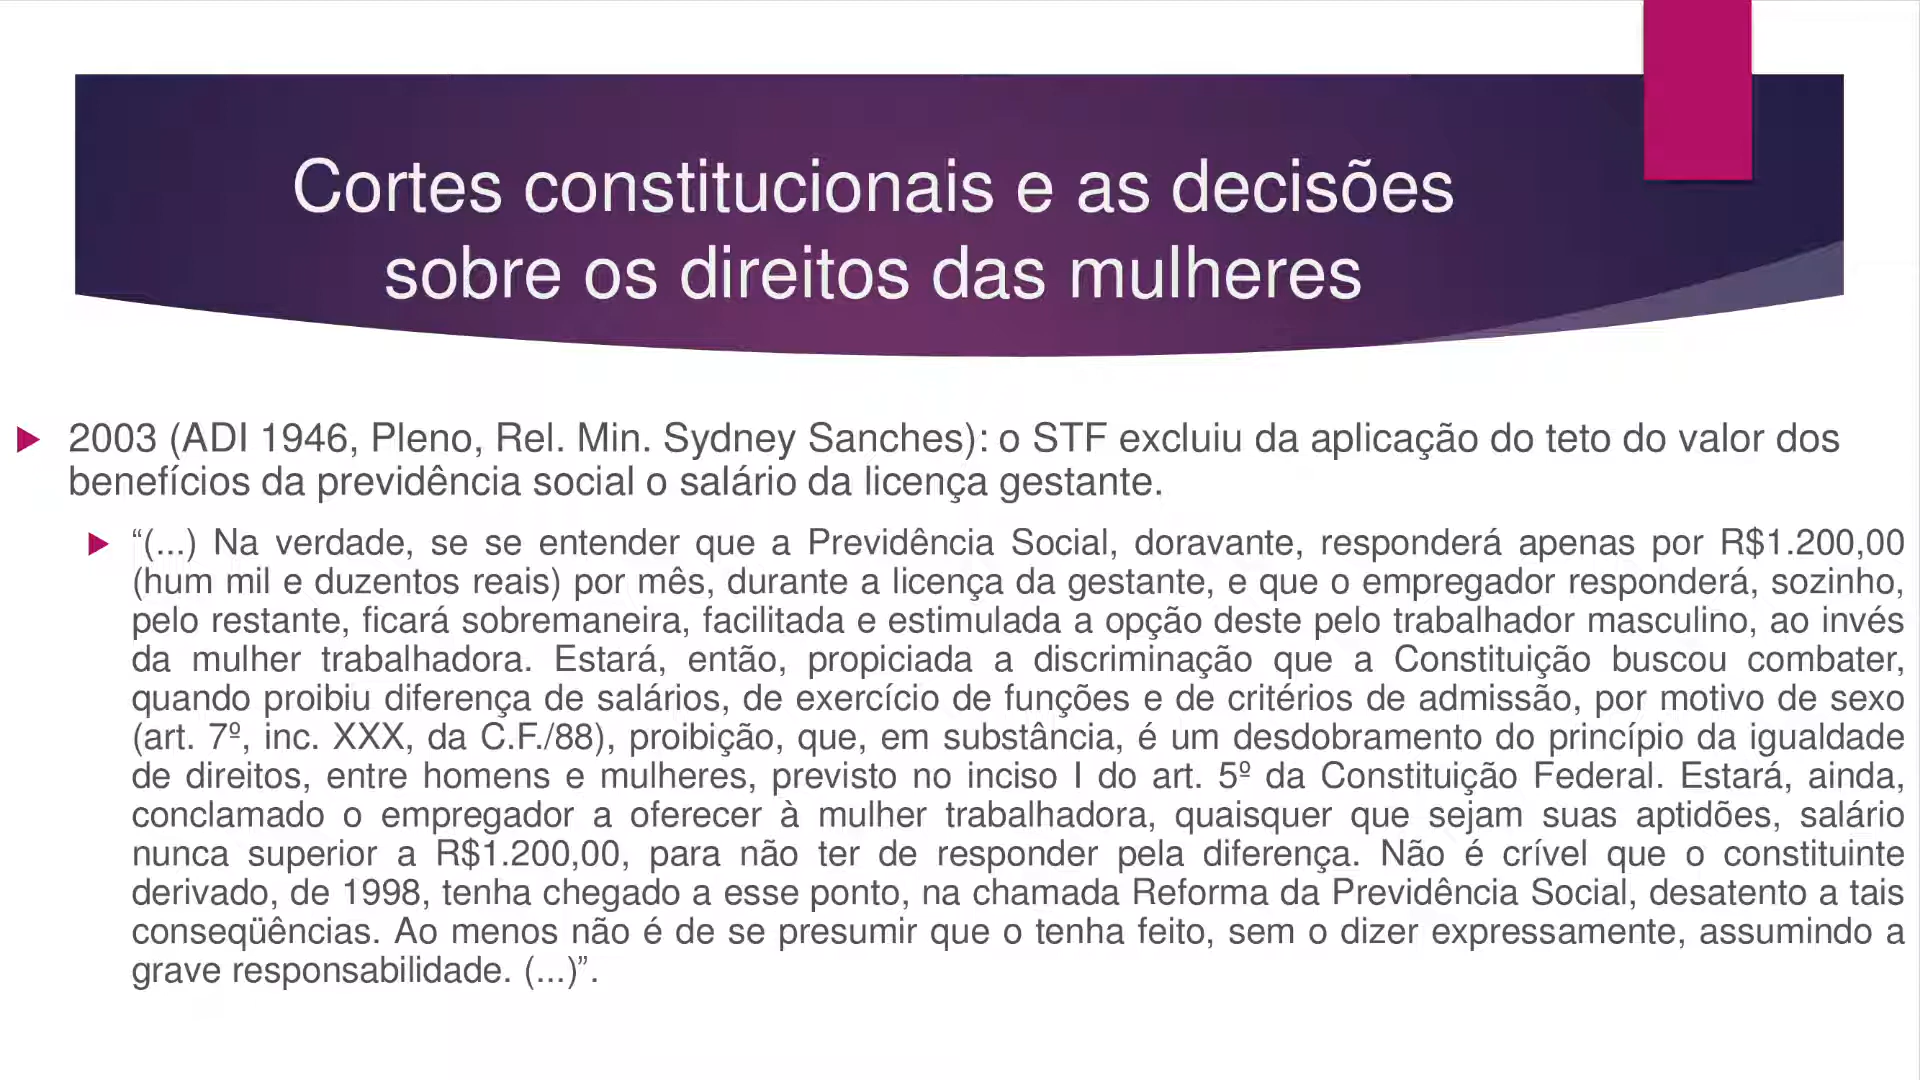 Cortes constitucionais e as decisões
sobre os direitos das mulheres
2003 (ADI 1946, Pleno, Rel. Min. Sydney Sanches): o STF excluiu da aplicação do teto do valor dos
benefícios da previdência social o salário da licença gestante.
“(...) Na verdade, se se entender que a Previdência Social, doravante, responderá apenas por R$1.200,00
(hum mil e duzentos reais) por mês, durante a licença da gestante, e que o empregador responderá, sozinho,
pelo restante, ficará sobremaneira, facilitada e estimulada a opção deste pelo trabalhador masculino, ao invés
da mulher trabalhadora. Estará, então, propiciada a discriminação que a Constituição buscou combater,
quando proibiu diferença de salários, de exercício de funções e de critérios de admissão, por motivo de sexo
(art. 7º, inc. XXX, da C.F./88), proibição, que, em substância, é um desdobramento do princípio da igualdade
de direitos, entre homens e mulheres, previsto no inciso I do art. 5º da Constituição Federal. Estará, ainda,
conclamado o empregador a oferecer à mulher trabalhadora, quaisquer que sejam suas aptidões, salário
nunca superior a R$1.200,00, para não ter de responder pela diferença. Não é crível que o constituinte
derivado, de 1998, tenha chegado a esse ponto, na chamada Reforma da Previdência Social, desatento a tais
conseqüências. Ao menos não é de se presumir que o tenha feito, sem o dizer expressamente, assumindo a
grave responsabilidade. (...)”.